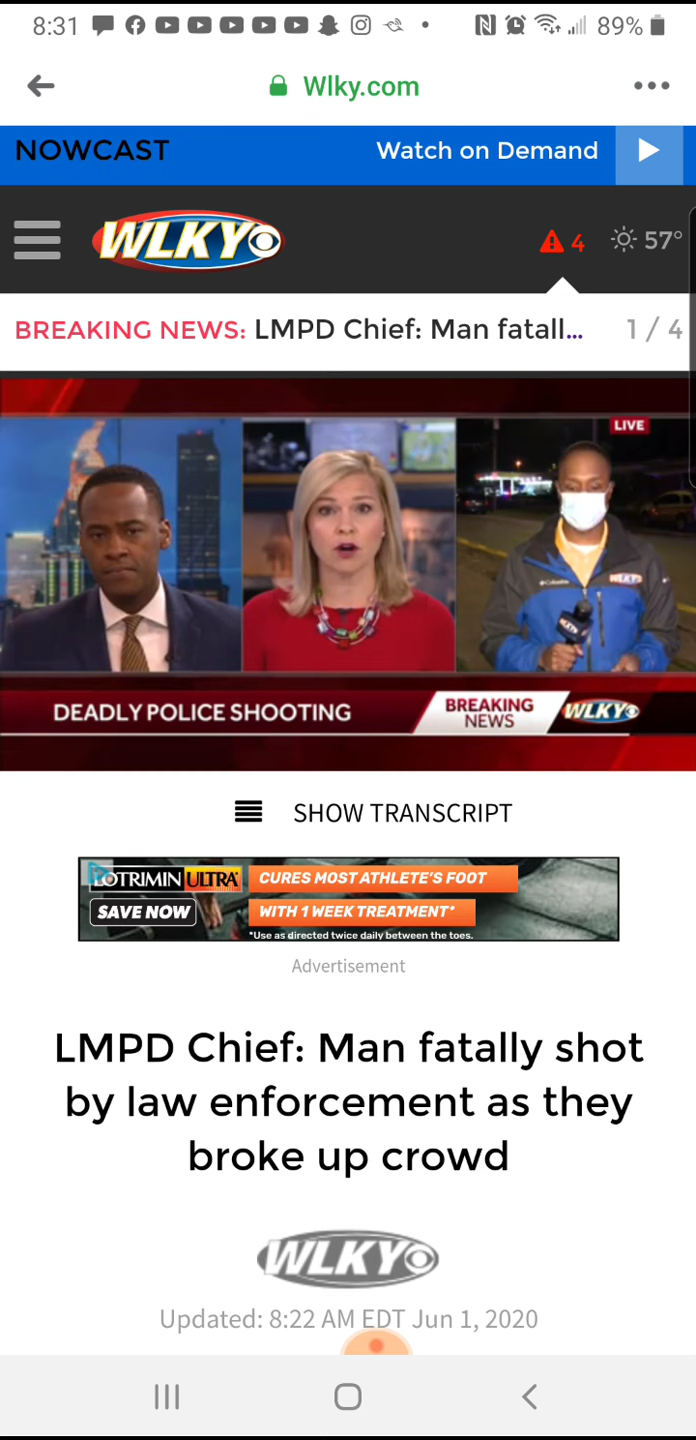 8:31 89%
Wlky.com
NOWCAST Watch on Demand
WLKY 4 57°
BREAKING NEWS: LMPD Chief: Man fatall... 1 / 4
LIVE
WLKY
DEADLY POLICE SHOOTING BREAKING NEWS WLKY
SHOW TRANSCRIPT
LOTRIMIN ULTRA CURES MOST ATHLETE'S FOOT
SAVE NOW WITH 1 WEEK TREATMENT*
*Use as directed twice daily between the toes.
Advertisement
LMPD Chief: Man fatally shot
by law enforcement as they
broke up crowd
WLKY
Updated: 8:22 AM EDT Jun 1, 2020